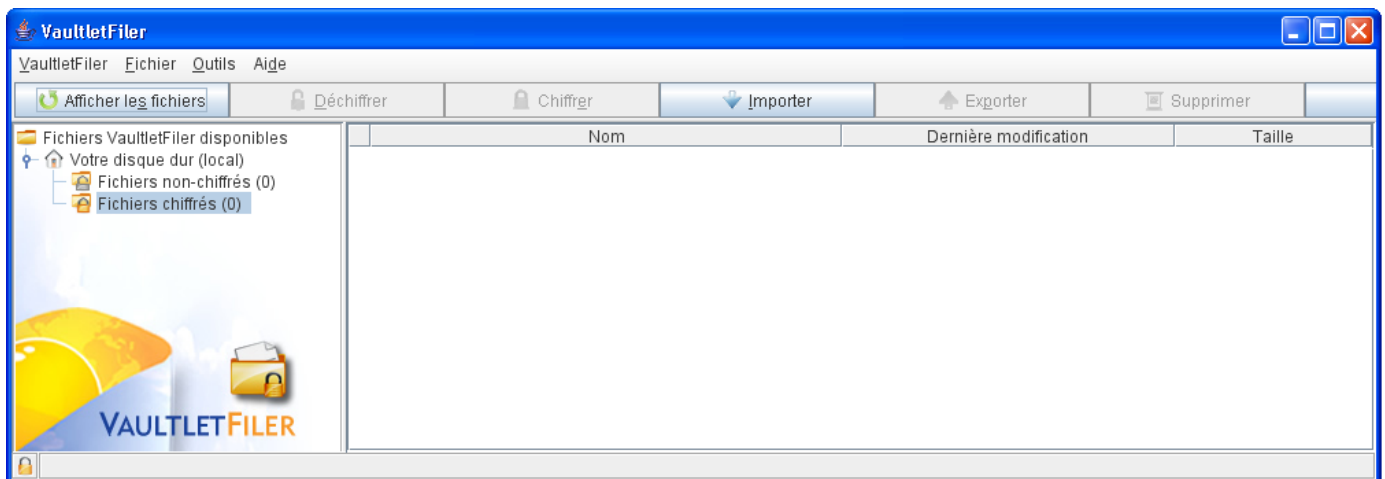 VaultletFiler
VaultletFiler Fichier Outils Aide
Afficher les fichiers Déchiffrer Chiffrer Importer Exporter Supprimer
Fichiers VaultletFiler disponibles
Nom Dernière modification Taille
Votre disque dur (local)
Fichiers non-chiffrés (0)
Fichiers chiffrés (0)
VAULTLETFILER